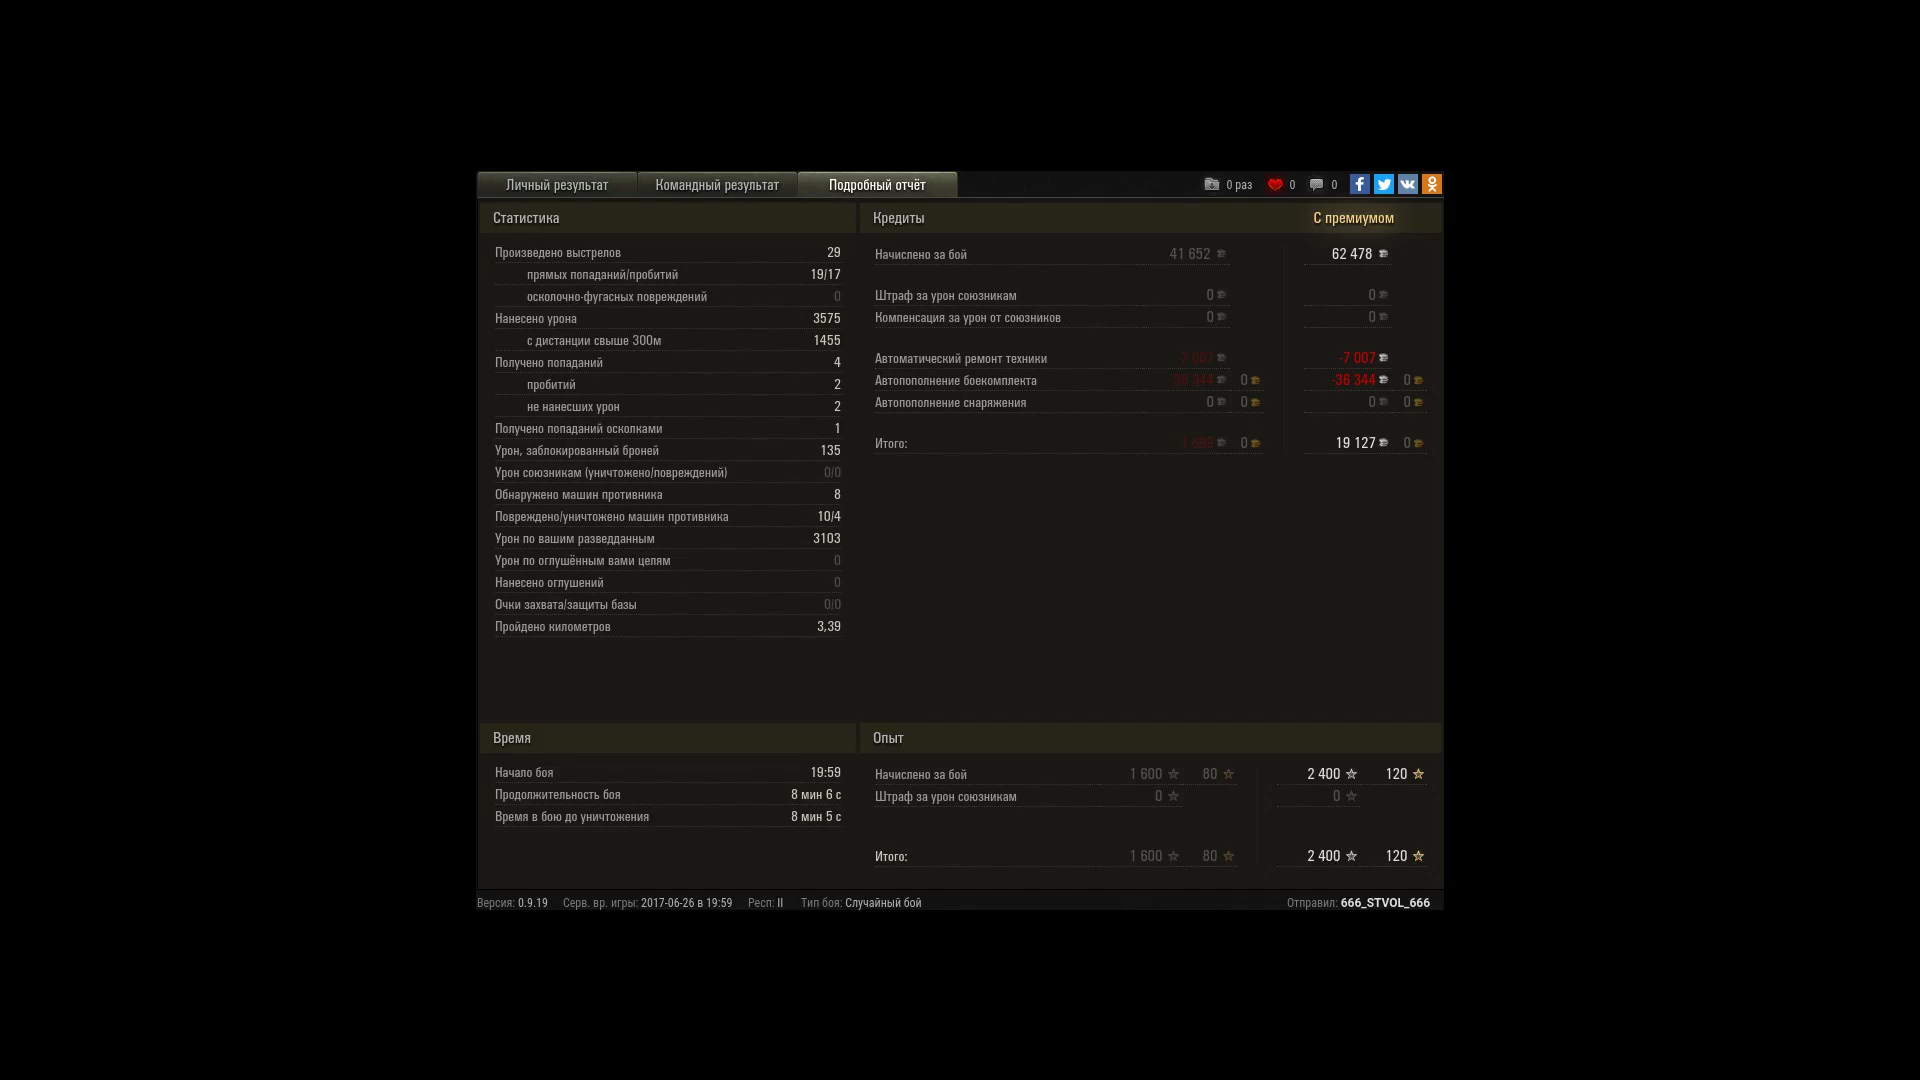 Личный результат Командный результат Подробный отчёт 0 раз 0 0
Статистика
Произведено выстрелов 29
прямых попаданий/пробитий 19/17
осколочно-фугасных повреждений 0
Нанесено урона 3575
с дистанции свыше 300м 1455
Получено попаданий 4
пробитий 2
не нанесших урон 2
Получено попаданий осколками 1
Урон, заблокированный броней 135
Урон союзникам (уничтожено/повреждений) 0/0
Обнаружено машин противника 8
Повреждено/уничтожено машин противника 10/4
Урон по вашим разведданным 3103
Урон по оглушённым вами целям 0
Нанесено оглушений 0
Очки захвата/защиты базы 0/0
Пройдено километров 3,39
Кредиты С премиумом
Начислено за бой 41 652 62 478
Штраф за урон союзникам 0 0
Компенсация за урон от союзников 0 0
Автоматический ремонт техники -7 007 -7 007
Автопополнение боекомплекта -36 344 0 -36 344 0
Автопополнение снаряжения 0 0 0 0
Итого: -1 699 0 19 127 0
Время
Начало боя 19:59
Продолжительность боя 8 мин 6 с
Время в бою до уничтожения 8 мин 5 с
Опыт
Начислено за бой 1 600 80 2 400 120
Штраф за урон союзникам 0 0
Итого: 1 600 80 2 400 120
Версия: 0.9.19 Серв. вр. игры: 2017-06-26 в 19:59 Респ: II Тип боя: Случайный бой Отправил: 666_STVOL_666